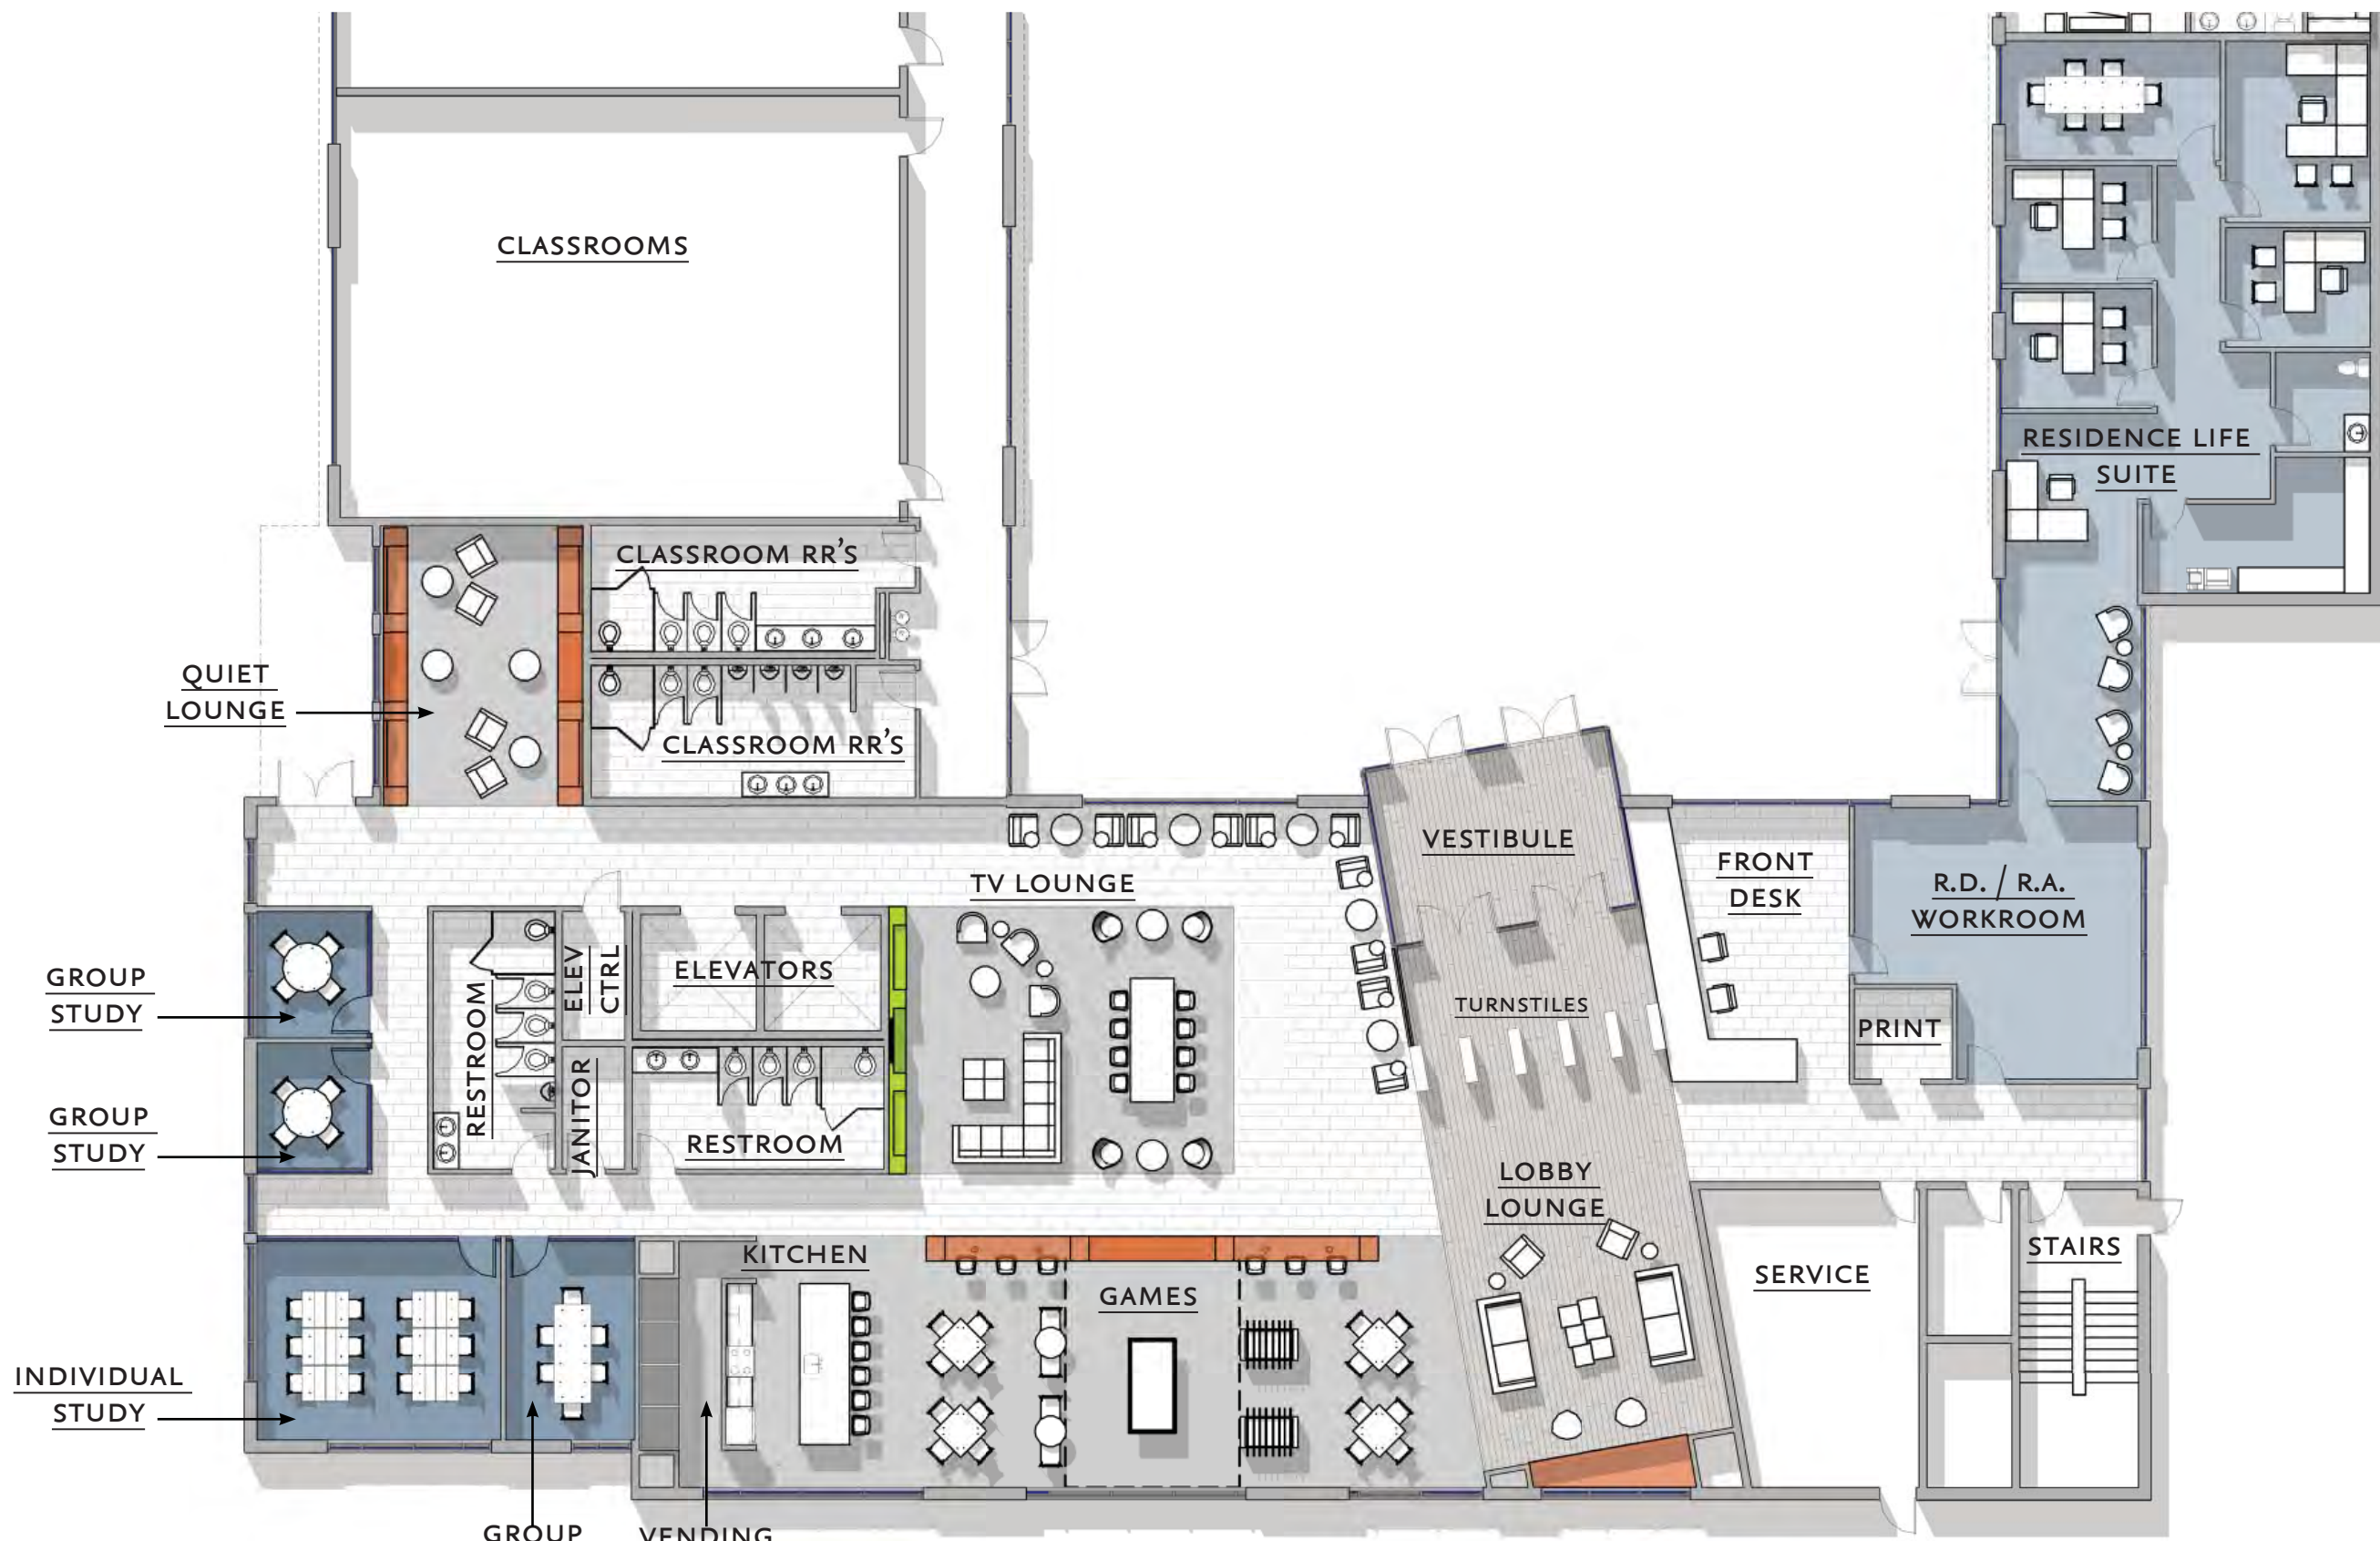 CLASSROOMS
RESIDENCE LIFE
SUITE
CLASSROOM RR'S
QUIET
LOUNGE
CLASSROOM RR'S
VESTIBULE
FRONT
DESK
R.D. / R.A.
WORKROOM
TV LOUNGE
GROUP
STUDY
RESTROOM
ELEV
CTRL
ELEVATORS
TURNSTILES
PRINT
GROUP
STUDY
JANITOR
RESTROOM
LOBBY
LOUNGE
KITCHEN
GAMES
SERVICE
STAIRS
INDIVIDUAL
STUDY
GROUP
VENDING